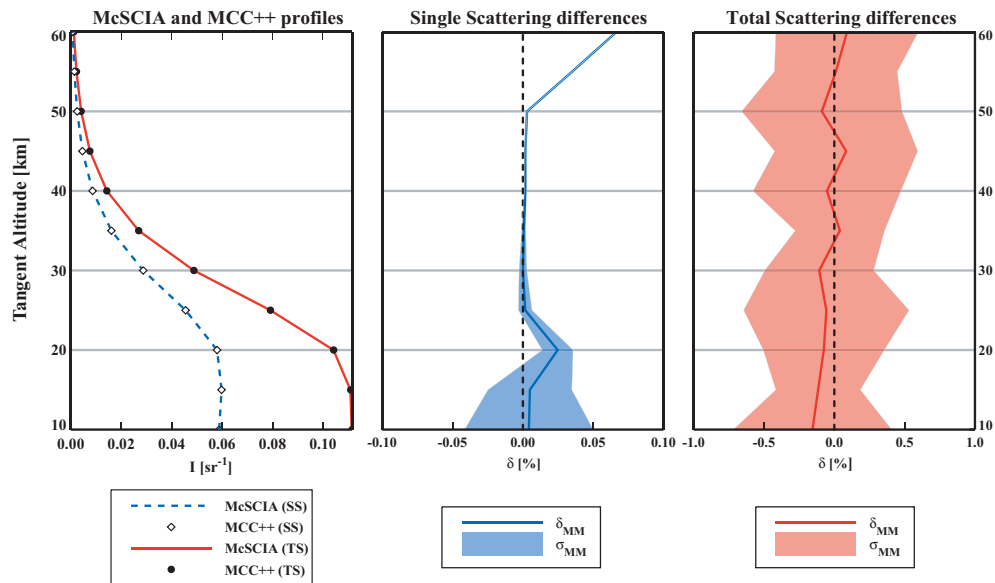 McSCIA and MCC++ profiles
Single Scattering differences
Total Scattering differences
Tangent Altitude [km]
60
50
40
30
20
10
0.00
0.02
0.04
0.06
0.08
0.10
I [sr⁻¹]
-0.10
-0.05
0.00
0.05
0.10
δ [%]
-1.0
-0.5
0.0
0.5
1.0
δ [%]
60
50
40
30
20
10
McSCIA (SS)
MCC++ (SS)
McSCIA (TS)
MCC++ (TS)
δMM
σMM
δMM
σMM